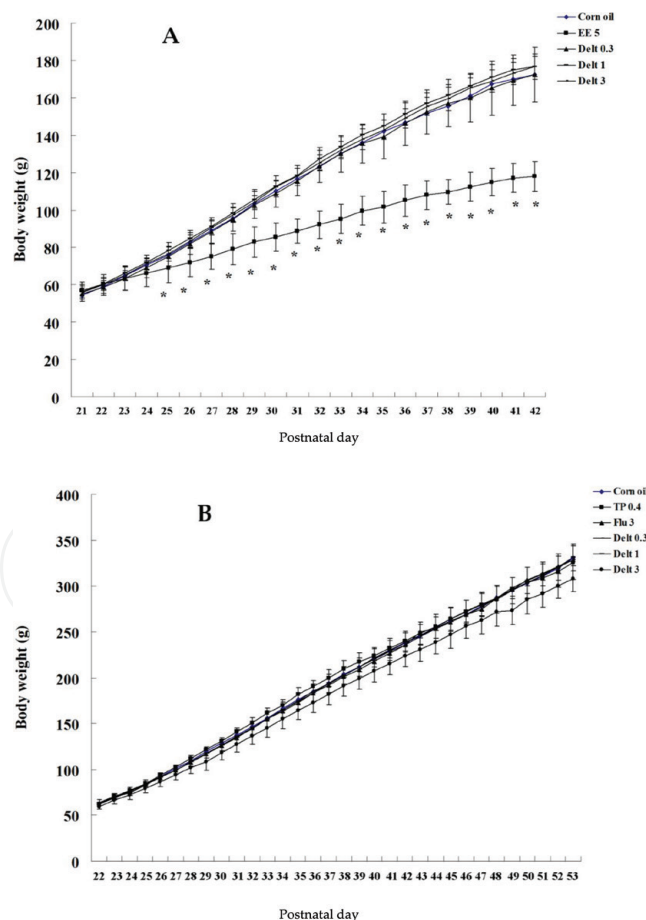 A
Corn oil
EE 5
Delt 0.3
Delt 1
Delt 3
Body weight (g)
200
180
160
140
120
100
80
60
40
20
0
* * * * * * * * * * * * * * * * * *
21 22 23 24 25 26 27 28 29 30 31 32 33 34 35 36 37 38 39 40 41 42
Postnatal day
B
Corn oil
TP 0.4
Flu 3
Delt 0.3
Delt 1
Delt 3
Body weight (g)
400
350
300
250
200
150
100
50
0
22 23 24 25 26 27 28 29 30 31 32 33 34 35 36 37 38 39 40 41 42 43 44 45 46 47 48 49 50 51 52 53
Postnatal day